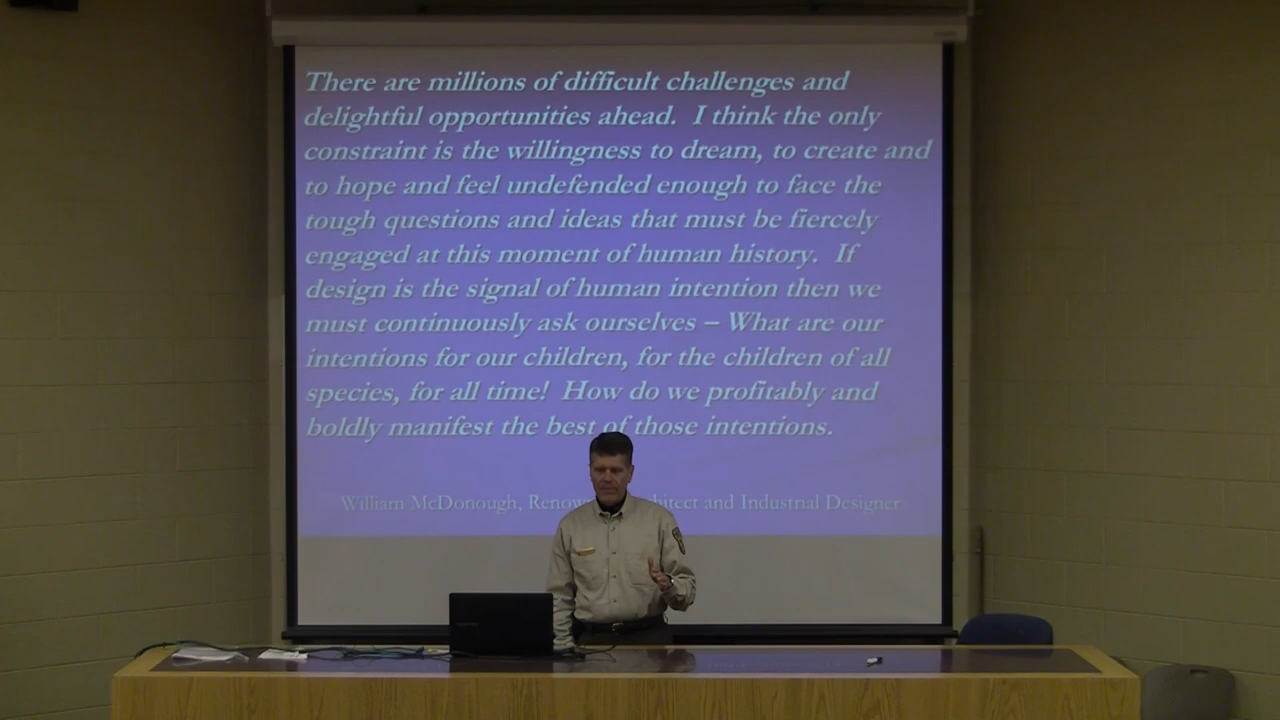 There are millions of difficult challenges and
delightful opportunities ahead.  I think the only
constraint is the willingness to dream, to create and
to hope and feel undefended enough to face the
tough questions and ideas that must be fiercely
engaged at this moment of human history.  If
design is the signal of human intention then we
must continuously ask ourselves – What are our
intentions for our children, for the children of all
species, for all time!  How do we profitably and
boldly manifest the best of those intentions.
William McDonough, and Industrial Designer